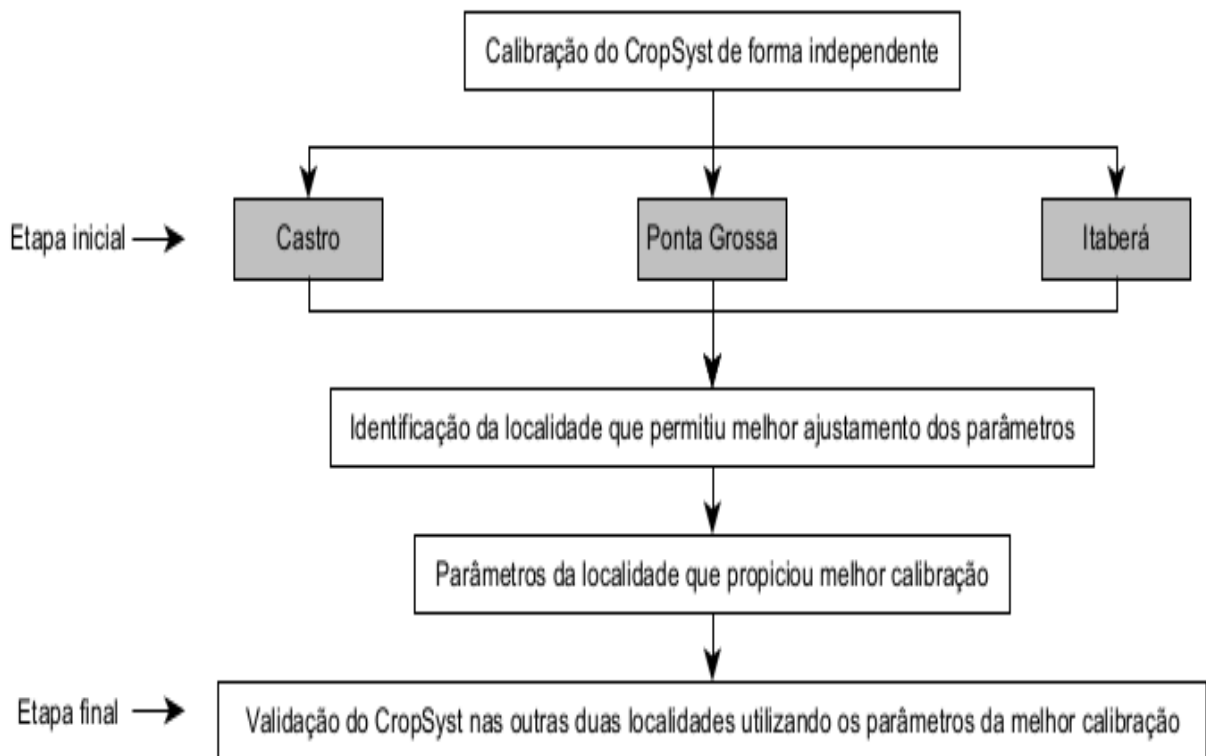 Calibração do CropSyst de forma independente
Etapa inicial
Castro
Ponta Grossa
Itaberá
Identificação da localidade que permitiu melhor ajustamento dos parâmetros
Parâmetros da localidade que propiciou melhor calibração
Etapa final
Validação do CropSyst nas outras duas localidades utilizando os parâmetros da melhor calibração